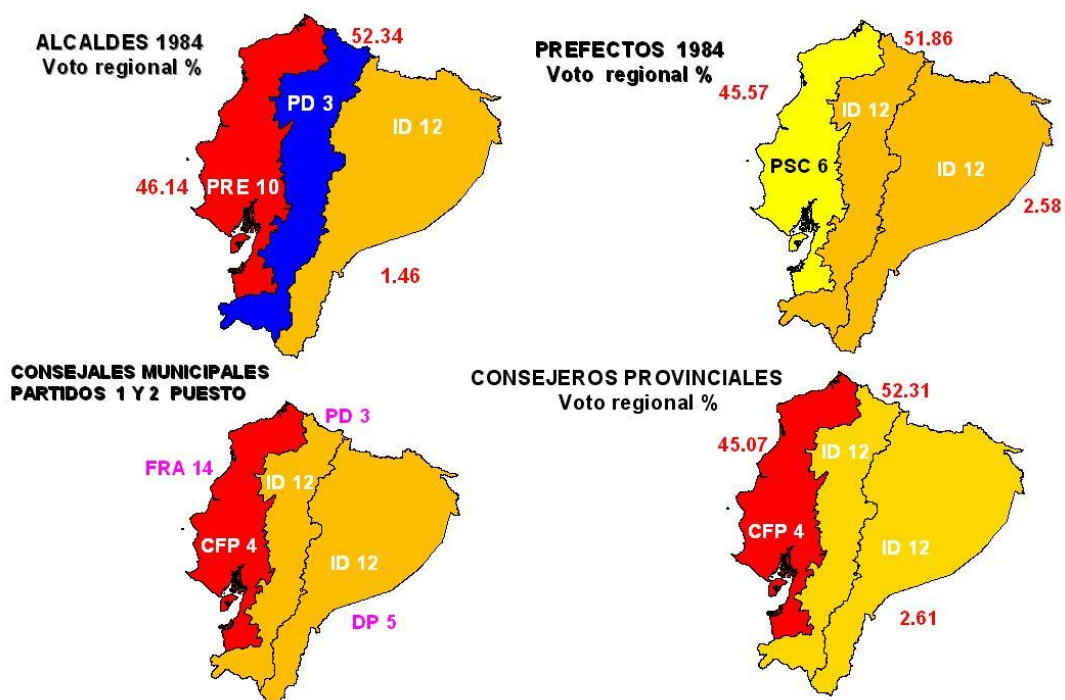 ALCALDES 1984
Voto regional %
52.34
PD 3
ID 12
46.14
PRE 10
1.46
PREFECTOS 1984
Voto regional %
51.86
45.57
ID 12
PSC 6
ID 12
2.58
CONSEJALES MUNICIPALES
PARTIDOS 1 Y 2 PUESTO
PD 3
FRA 14
ID 12
CFP 4
ID 12
DP 5
CONSEJEROS PROVINCIALES
Voto regional %
52.31
45.07
ID 12
CFP 4
ID 12
2.61